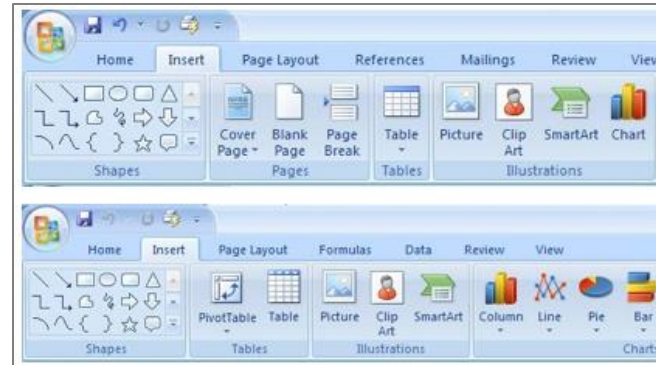 Home Insert Page Layout References Mailings Review View
Cover Page Blank Page Page Break Table Picture Clip Art SmartArt Chart
Shapes Pages Tables Illustrations
Home Insert Page Layout Formulas Data Review View
PivotTable Table Picture Clip Art SmartArt Column Line Pie Bar
Shapes Tables Illustrations Charts